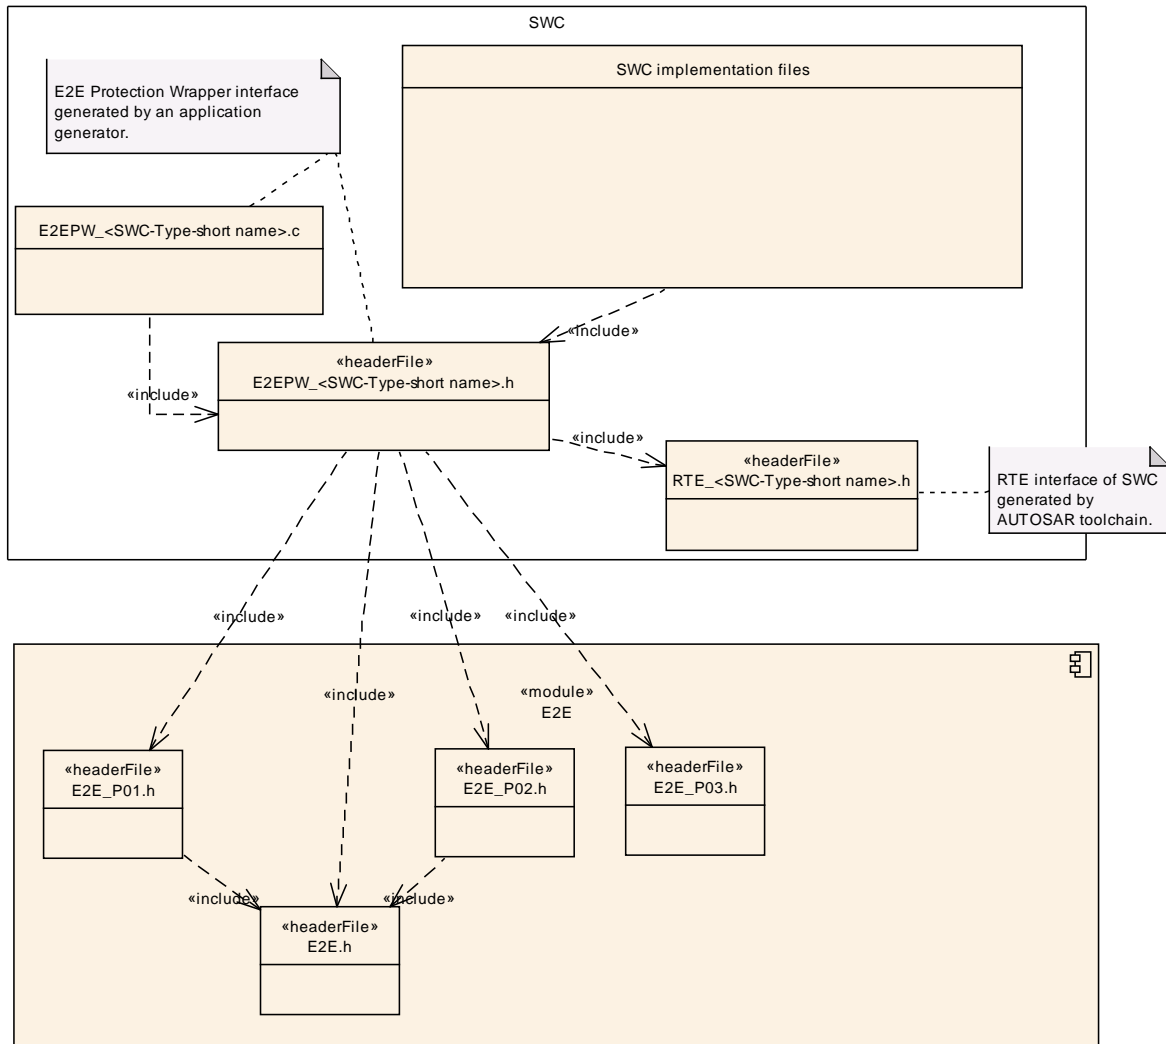 SWC
SWC implementation files
E2E Protection Wrapper interface
generated by an application
generator.
E2EPW_<SWC-Type-short name>.c
«include»
«headerFile»
E2EPW_<SWC-Type-short name>.h
«include»
«include»
«headerFile»
RTE_<SWC-Type-short name>.h
RTE interface of SWC
generated by
AUTOSAR toolchain.
«include»
«include»
«include»
«include»
«module»
E2E
«headerFile»
E2E_P01.h
«headerFile»
E2E_P02.h
«headerFile»
E2E_P03.h
«include»
«include»
«headerFile»
E2E.h